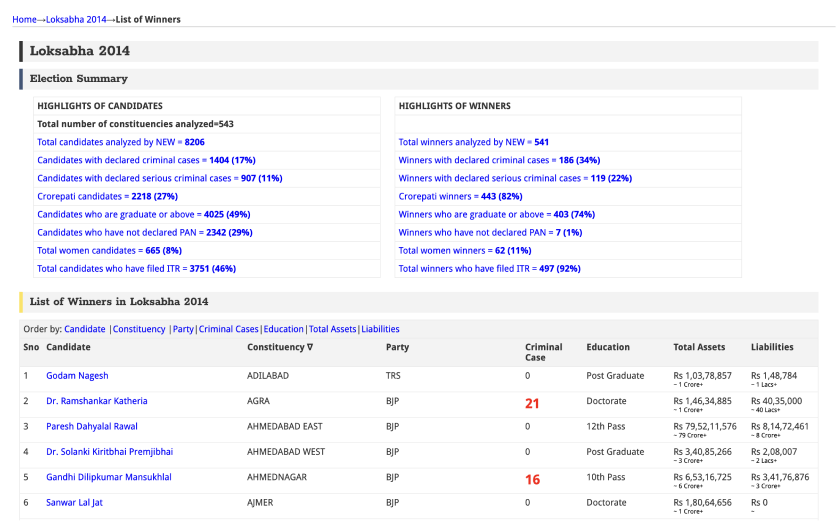 Home→Loksabha 2014→List of Winners
Loksabha 2014
Election Summary
HIGHLIGHTS OF CANDIDATES HIGHLIGHTS OF WINNERS
Total number of constituencies analyzed=543
Total candidates analyzed by NEW = 8206 Total winners analyzed by NEW = 541
Candidates with declared criminal cases = 1404 (17%) Winners with declared criminal cases = 186 (34%)
Candidates with declared serious criminal cases = 907 (11%) Winners with declared serious criminal cases = 119 (22%)
Crorepati candidates = 2218 (27%) Crorepati winners = 443 (82%)
Candidates who are graduate or above = 4025 (49%) Winners who are graduate or above = 403 (74%)
Candidates who have not declared PAN = 2342 (29%) Winners who have not declared PAN = 7 (1%)
Total women candidates = 665 (8%) Total women winners = 62 (11%)
Total candidates who have filed ITR = 3751 (46%) Total winners who have filed ITR = 497 (92%)
List of Winners in Loksabha 2014
Order by: Candidate |Constituency |Party|Criminal Cases|Education|Total Assets|Liabilities
Sno Candidate Constituency ∇ Party Criminal Case Education Total Assets Liabilities
1 Godam Nagesh ADILABAD TRS 0 Post Graduate Rs 1,03,78,857 Rs 1,48,784
~ 1 Crore+ ~ 1 Lacs+
2 Dr. Ramshankar Katheria AGRA BJP 21 Doctorate Rs 1,46,34,885 Rs 40,35,000
~ 1 Crore+ ~ 40 Lacs+
3 Paresh Dahyalal Rawal AHMEDABAD EAST BJP 0 12th Pass Rs 79,52,11,576 Rs 8,14,72,461
~ 79 Crore+ ~ 8 Crore+
4 Dr. Solanki Kiritbhai Premjibhai AHMEDABAD WEST BJP 0 Post Graduate Rs 3,40,85,266 Rs 2,08,007
~ 3 Crore+ ~ 2 Lacs+
5 Gandhi Dilipkumar Mansukhlal AHMEDNAGAR BJP 16 10th Pass Rs 6,53,16,725 Rs 3,41,76,876
~ 6 Crore+ ~ 3 Crore+
6 Sanwar Lal Jat AJMER BJP 0 Doctorate Rs 1,80,64,656 Rs 0
~ 1 Crore+ ~